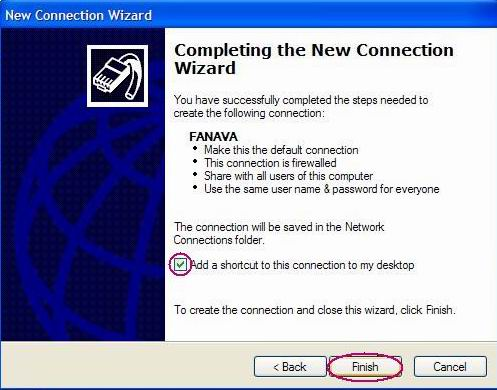 New Connection Wizard
Completing the New Connection
Wizard
You have successfully completed the steps needed to
create the following connection:
FANAVA
• Make this the default connection
• This connection is firewalled
• Share with all users of this computer
• Use the same user name & password for everyone
The connection will be saved in the Network
Connections folder.
Add a shortcut to this connection to my desktop
To create the connection and close this wizard, click Finish.
< Back
Finish
Cancel